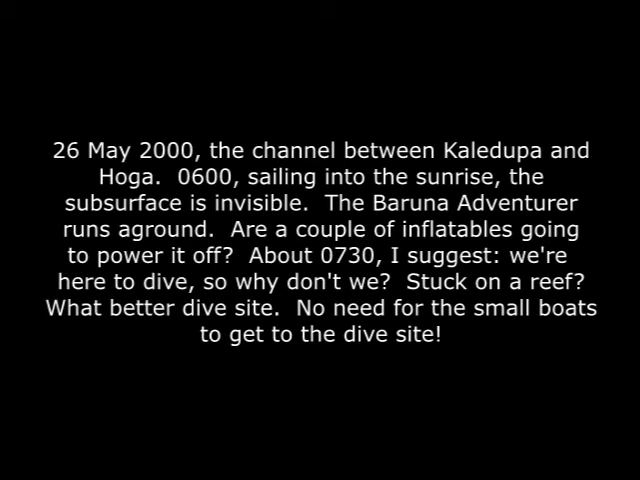 26 May 2000, the channel between Kaledupa and
Hoga.  0600, sailing into the sunrise, the
subsurface is invisible.  The Baruna Adventurer
runs aground.  Are a couple of inflatables going
to power it off?  About 0730, I suggest: we're
here to dive, so why don't we?  Stuck on a reef?
What better dive site.  No need for the small boats
to get to the dive site!